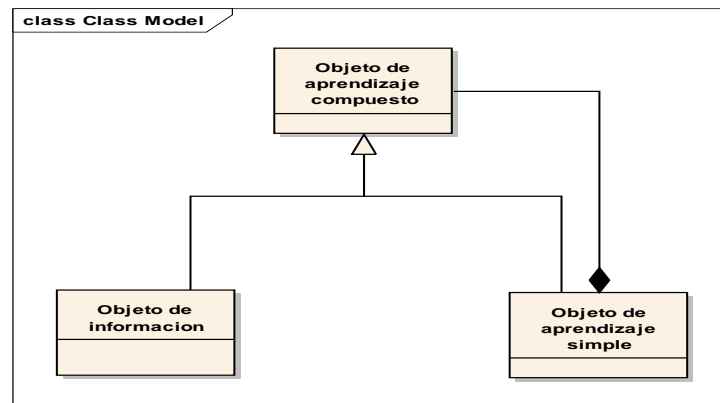 class Class Model
Objeto de
aprendizaje
compuesto
Objeto de
informacion
Objeto de
aprendizaje
simple